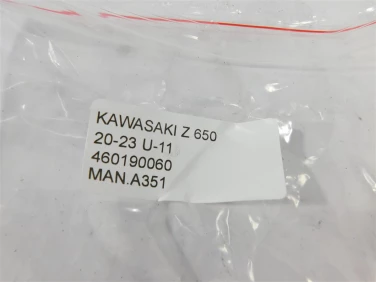 KAWASAKI Z 650
20-23 U-11
460190060
MAN.A351